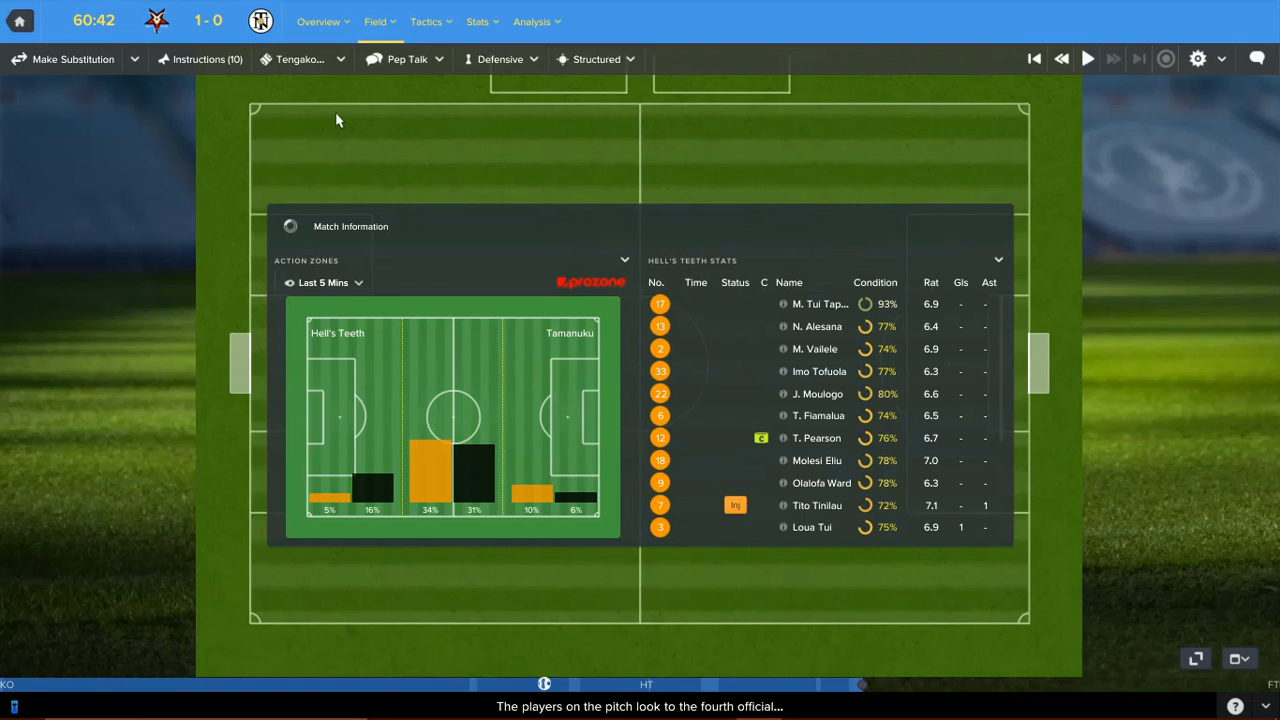 60:42 1 - 0 Overview Field Tactics Stats Analysis
Make Substitution Instructions (10) Tengako... Pep Talk Defensive Structured
Match Information
ACTION ZONES
Last 5 Mins prozone
Hell's Teeth Tamanuku
5% 16% 34% 31% 10% 6%
HELL'S TEETH STATS
No. Time Status C Name Condition Rat Gls Ast
17 M. Tui Tap... 93% 6.9 - -
13 N. Alesana 77% 6.4 - -
2 M. Vailele 74% 6.9 - -
33 Imo Tofuola 77% 6.3 - -
22 J. Moulogo 80% 6.6 - -
6 T. Fiamalua 74% 6.5 - -
12 C T. Pearson 76% 6.7 - -
18 Molesi Eliu 78% 7.0 - -
9 Olalofa Ward 78% 6.3 - -
7 Inj Tito Tinilau 72% 7.1 - 1
3 Loua Tui 75% 6.9 1 -
KO HT FT
The players on the pitch look to the fourth official... ?